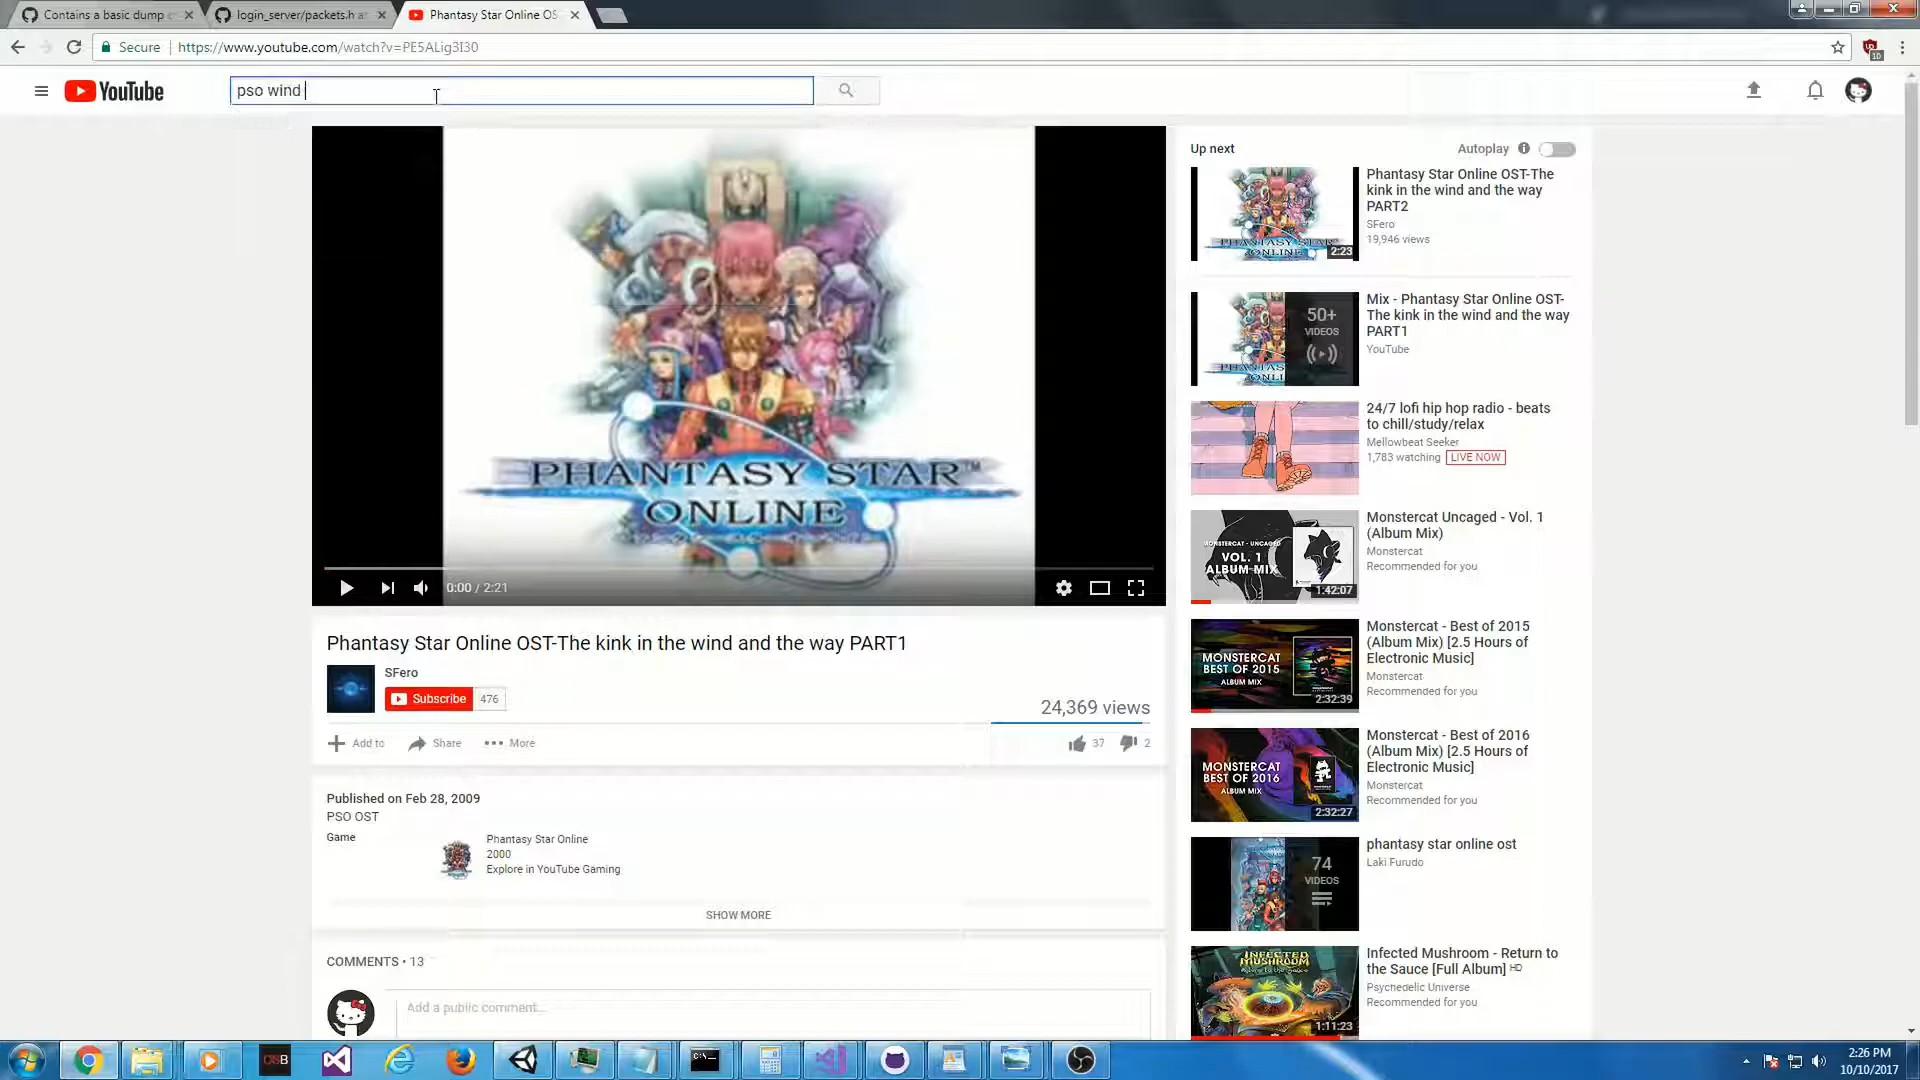 Contains a basic dump
login_server/packets.h a
Phantasy Star Online OS
Secure
https://www.youtube.com/watch?v=PE5ALig3I30
10
YouTube
pso wind
PHANTASY STAR
ONLINE
0:00 / 2:21
Phantasy Star Online OST-The kink in the wind and the way PART1
SFero
Subscribe 476
24,369 views
Add to
Share
More
37
2
Published on Feb 28, 2009
PSO OST
Game
Phantasy Star Online
2000
Explore in YouTube Gaming
SHOW MORE
COMMENTS • 13
Add a public comment...
Up next
Autoplay
Phantasy Star Online OST-The
kink in the wind and the way
PART2
SFero
19,946 views
2:23
Mix - Phantasy Star Online OST-
The kink in the wind and the way
PART1
YouTube
50+
VIDEOS
24/7 lofi hip hop radio - beats
to chill/study/relax
Mellowbeat Seeker
1,783 watching LIVE NOW
MONSTERCAT - UNCAGED
VOL. 1
ALBUM MIX
1:42:07
Monstercat Uncaged - Vol. 1
(Album Mix)
Monstercat
Recommended for you
MONSTERCAT
BEST OF 2015
ALBUM MIX
2:32:39
Monstercat - Best of 2015
(Album Mix) [2.5 Hours of
Electronic Music]
Monstercat
Recommended for you
MONSTERCAT
BEST OF 2016
ALBUM MIX
2:32:27
Monstercat - Best of 2016
(Album Mix) [2.5 Hours of
Electronic Music]
Monstercat
Recommended for you
74
VIDEOS
phantasy star online ost
Laki Furudo
INFECTED
MUSHROOM
Return to the Sauce
1:11:23
Infected Mushroom - Return to
the Sauce [Full Album] HD
Psychedelic Universe
Recommended for you
2:26 PM
10/10/2017